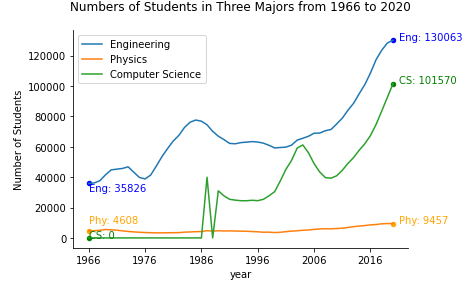 Numbers of Students in Three Majors from 1966 to 2020
Engineering
Physics
Computer Science
Number of Students
120000
100000
80000
60000
40000
20000
0
Eng: 130063
CS: 101570
Eng: 35826
Phy: 4608
Phy: 9457
CS: 0
1966
1976
1986
1996
2006
2016
year